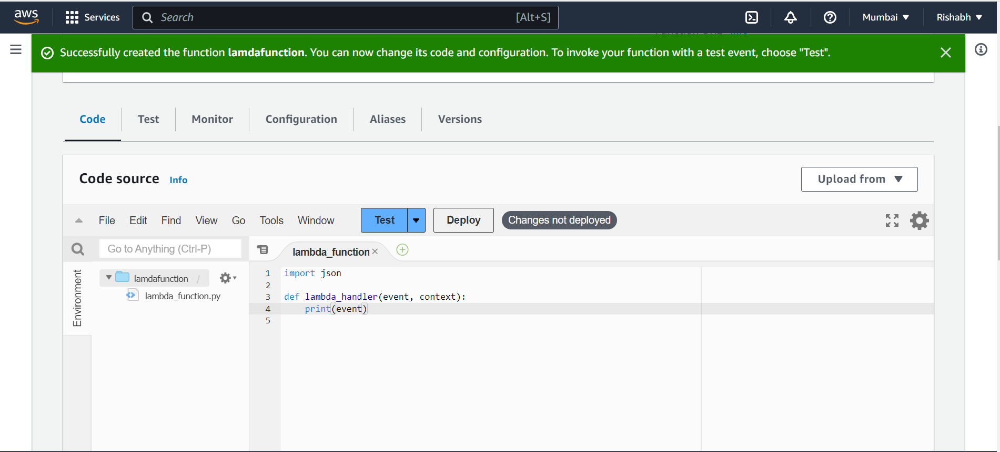 aws Services Search [Alt+S] Mumbai Rishabh
Successfully created the function lamdafunction. You can now change its code and configuration. To invoke your function with a test event, choose "Test".
Code Test Monitor Configuration Aliases Versions
Code source Info Upload from
File Edit Find View Go Tools Window Test Deploy Changes not deployed
Go to Anything (Ctrl-P) lambda_function
Environment
lamdafunction - /
lambda_function.py
1 import json
2
3 def lambda_handler(event, context):
4     print(event)
5